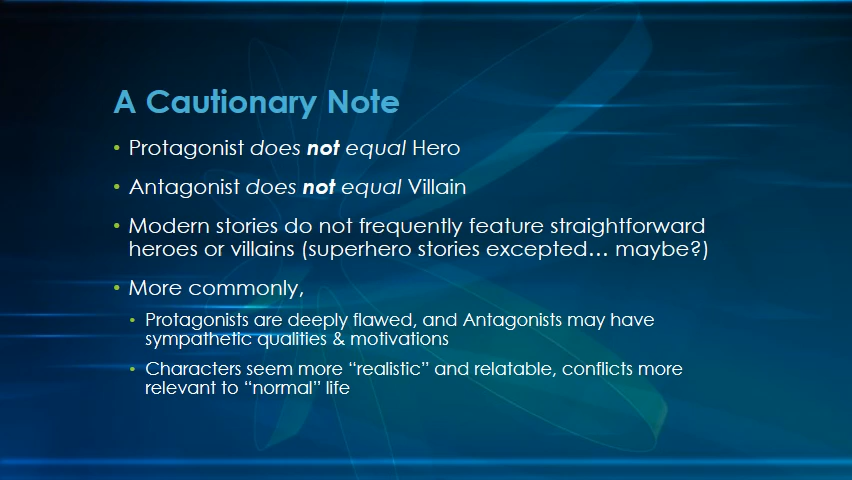 A Cautionary Note
• Protagonist does not equal Hero
• Antagonist does not equal Villain
• Modern stories do not frequently feature straightforward
heroes or villains (superhero stories excepted… maybe?)
• More commonly,
• Protagonists are deeply flawed, and Antagonists may have
sympathetic qualities & motivations
• Characters seem more “realistic” and relatable, conflicts more
relevant to “normal” life